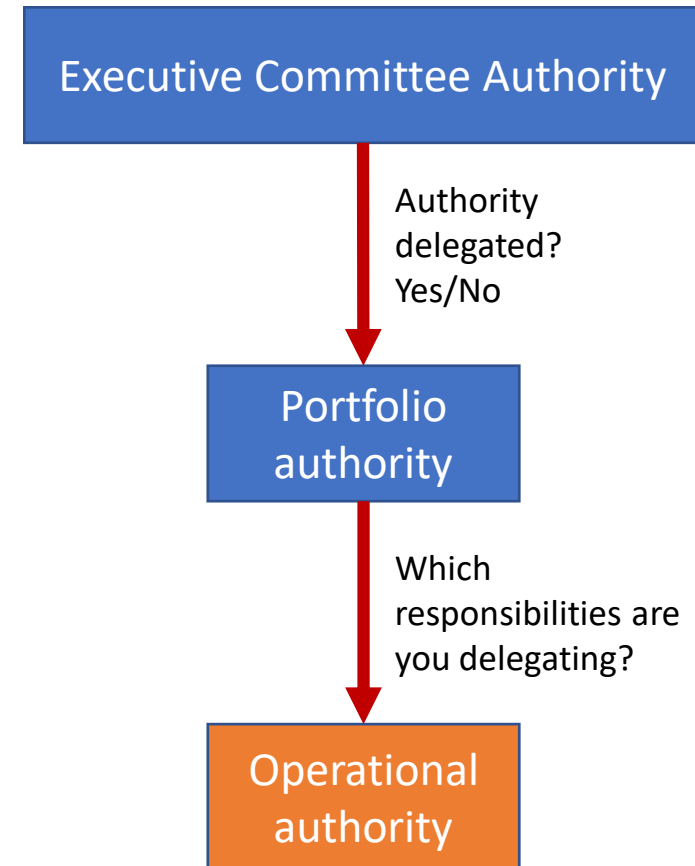 Executive Committee Authority
Authority
delegated?
Yes/No
Portfolio
authority
Which
responsibilities are
you delegating?
Operational
authority